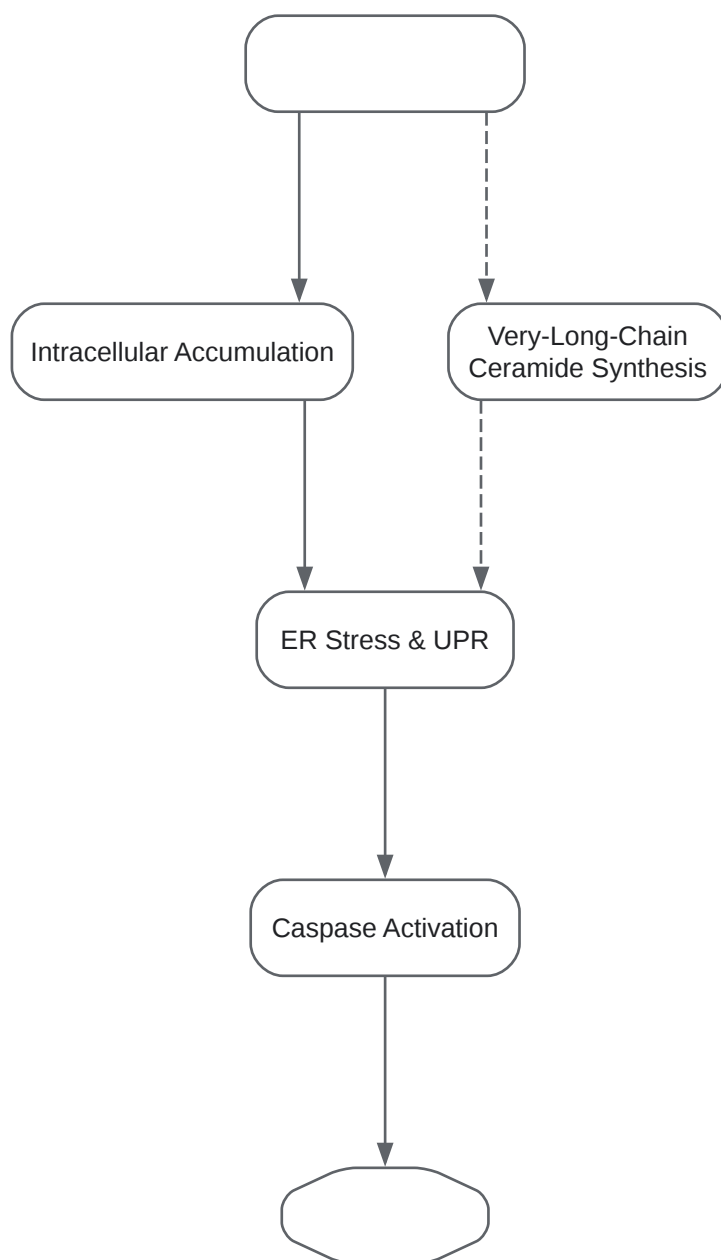 Intracellular Accumulation
Very-Long-Chain
Ceramide Synthesis
ER Stress & UPR
Caspase Activation